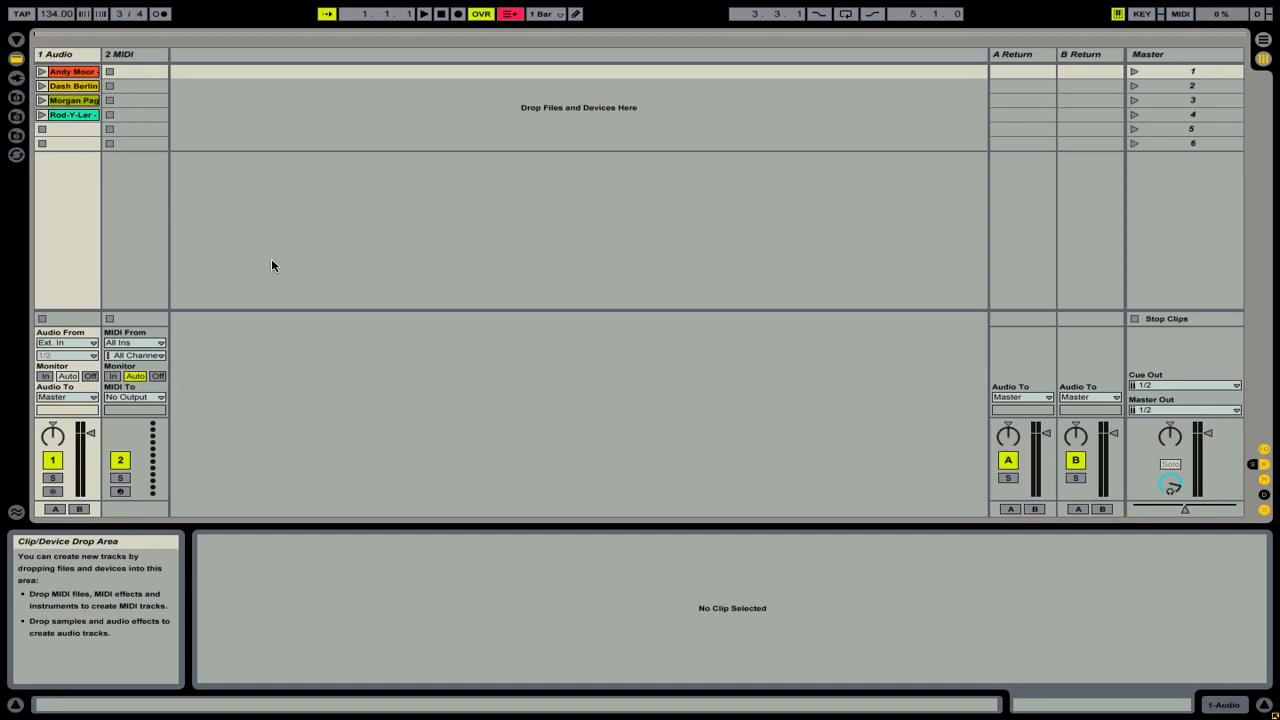 TAP 134.00 3 / 4 1. 1. 1 OVR 1 Bar 3. 3. 1 5. 1. 0 KEY MIDI 0 % D
1 Audio 2 MIDI A Return B Return Master
Andy Moor - 1
Dash Berlin 2
Morgan Pag 3
Rod-Y-Ler - 4
5
6
Drop Files and Devices Here
Stop Clips
Audio From MIDI From
Ext. In All Ins
1/2 All Channe
Monitor Monitor
In Auto Off In Auto Off
Audio To MIDI To Audio To Audio To
Master No Output Master Master
Cue Out
1/2
Master Out
1/2
1 2 A B Solo
S S S S
A B A B A B
S R M D X
Clip/Device Drop Area
You can create new tracks by
dropping files and devices into this
area:
• Drop MIDI files, MIDI effects and
instruments to create MIDI tracks.
• Drop samples and audio effects to
create audio tracks.
No Clip Selected
1-Audio